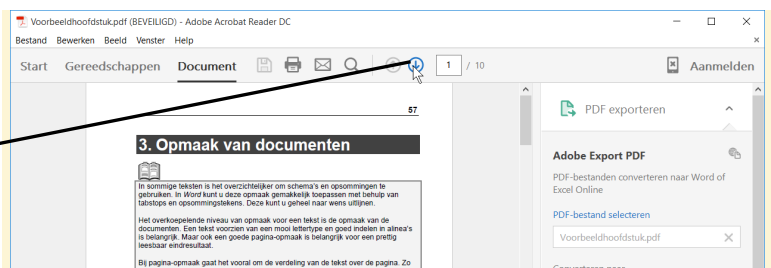 Voorbeeldhoofdstuk.pdf (BEVEILIGD) - Adobe Acrobat Reader DC
Bestand Bewerken Beeld Venster Help
Start Gereedschappen Document 1 / 10 Aanmelden
57
3. Opmaak van documenten
In sommige teksten is het overzichtelijker om schema's en opsommingen te
gebruiken. In Word kunt u deze opmaak gemakkelijk toepassen met behulp van
tabstops en opsommingstekens. Deze kunt u geheel naar wens uitlijnen.
Het overkoepelende niveau van opmaak voor een tekst is de opmaak van de
documenten. Een tekst voorzien van een mooi lettertype en goed indelen in alinea's
is belangrijk. Maar ook een goede pagina-opmaak is belangrijk voor een prettig
leesbaar eindresultaat.
Bij pagina-opmaak gaat het vooral om de verdeling van de tekst over de pagina. Zo
PDF exporteren
Adobe Export PDF
PDF-bestanden converteren naar Word of
Excel Online
PDF-bestand selecteren
Voorbeeldhoofdstuk.pdf